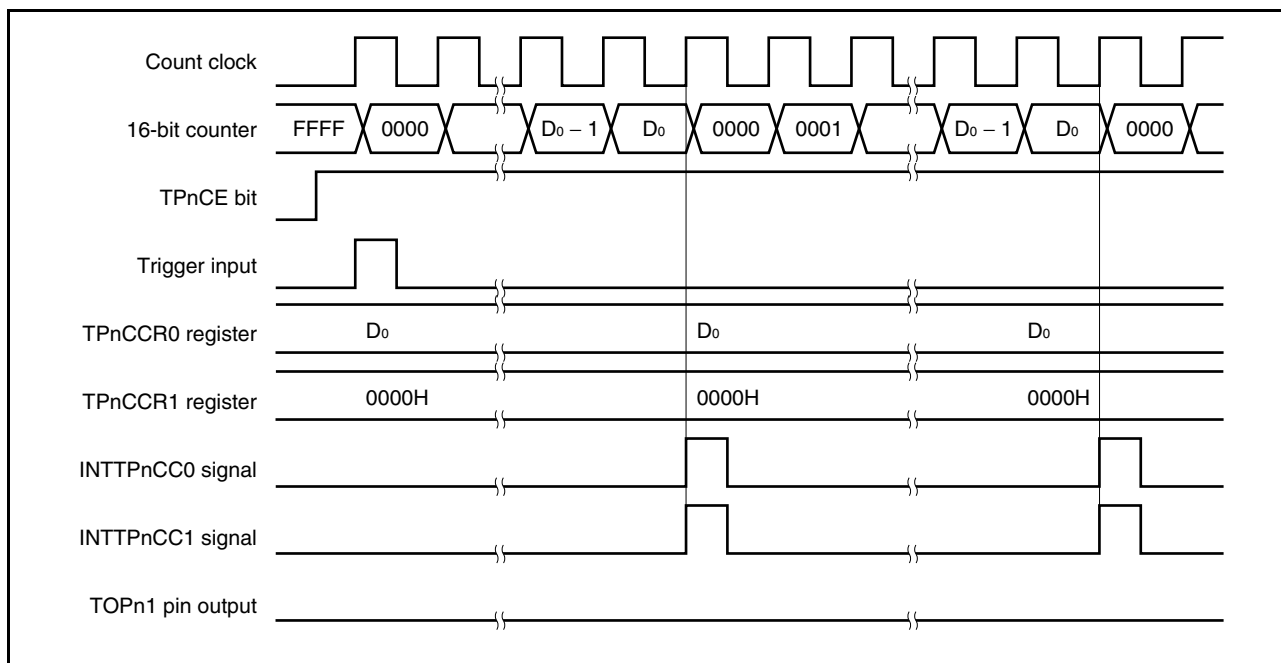 Count clock
16-bit counter FFFF 0000 D₀ − 1 D₀ 0000 0001 D₀ − 1 D₀ 0000
TPnCE bit
Trigger input
TPnCCR0 register D₀ D₀ D₀
TPnCCR1 register 0000H 0000H 0000H
INTTPnCC0 signal
INTTPnCC1 signal
TOPn1 pin output